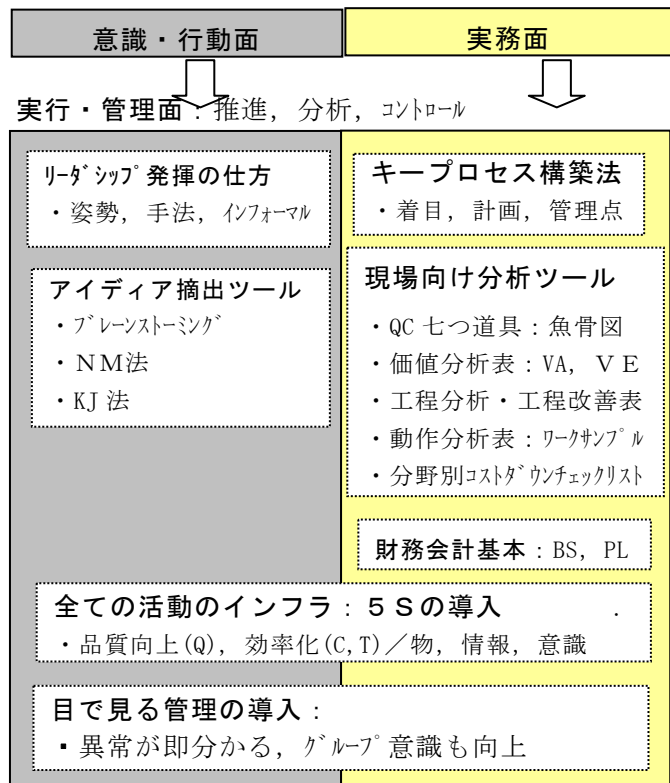 意識・行動面
実務面
実行・管理面：推進，分析，ｺﾝﾄﾛｰﾙ
ﾘｰﾀﾞｼｯﾌﾟ発揮の仕方
・姿勢，手法，ｲﾝﾌｫｰﾏﾙ
アイディア摘出ツール
・ﾌﾞﾚｰﾝｽﾄｰﾐﾝｸﾞ
・ＮＭ法
・KJ 法
キープロセス構築法
・着目，計画，管理点
現場向け分析ツール
・QC 七つ道具：魚骨図
・価値分析表：VA，ＶＥ
・工程分析・工程改善表
・動作分析表：ﾜｰｸｻﾝﾌﾟﾙ
・分野別ｺｽﾄﾀﾞｳﾝﾁｪｯｸﾘｽﾄ
財務会計基本：BS，PL
全ての活動のインフラ：５Ｓの導入 .
・品質向上(Q)，効率化(C,T)／物，情報，意識
目で見る管理の導入：
▪異常が即分かる，ｸﾞﾙｰﾌﾟ意識も向上